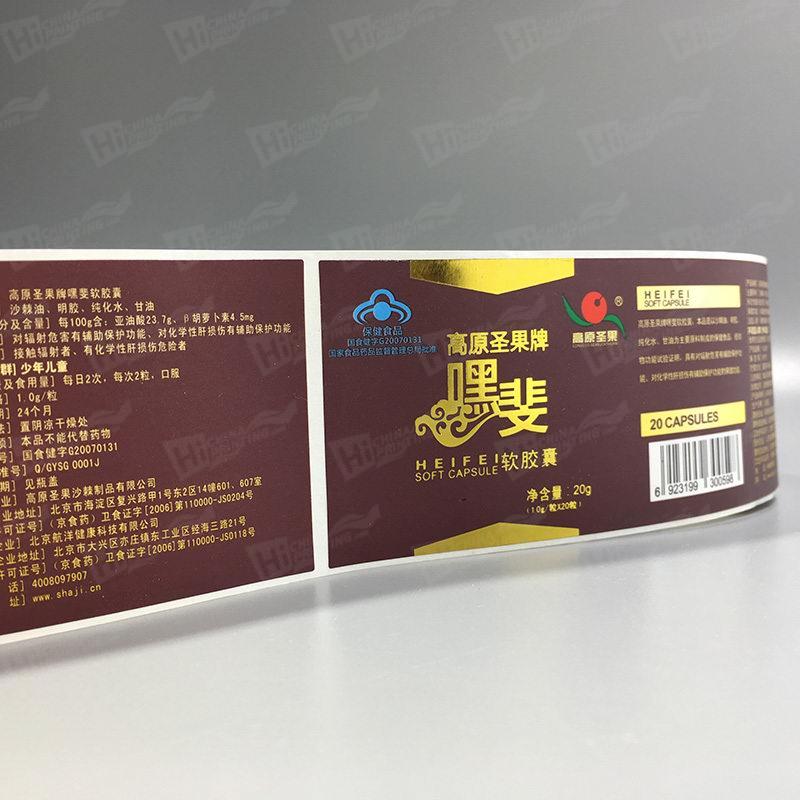 高原圣果牌嘿斐软胶囊
沙棘油、明胶、纯化水、甘油
分及含量] 每100g含：亚油酸23.7g、β胡萝卜素4.5mg
对辐射危害有辅助保护功能、对化学性肝损伤有辅助保护功能
接触辐射者、有化学性肝损伤危险者
群] 少年儿童
及食用量] 每日2次，每次2粒，口服
格] 1.0g/粒
期] 24个月
法] 置阴凉干燥处
项] 本品不能代替药物
号] 国食健字G20070131
准号] Q/GYSG 0001J
期] 见瓶盖
业] 高原圣果沙棘制品有限公司
业地址] 北京市海淀区复兴路甲1号东2区14幢601、607室
许可证号] （京食药）卫食证字[2006]第110000-JS0204号
企业] 北京航洋健康科技有限公司
企业地址] 北京市大兴区亦庄镇东工业区经海三路21号
许可证号] （京食药）卫食证字[2006]第110000-JS0118号
话] 4008097907
址] www.shaji.cn
保健食品
国食健字G20070131
国家食品药品监督管理总局批准
高原圣果牌
嘿斐
HEIFEI
SOFT CAPSULE
软胶囊
净含量：20g
(1.0g/粒X20粒)
®
高原圣果
HEIFEI
SOFT CAPSULE
20 CAPSULES
6 923199 300598
Hi CHINA PRINTING